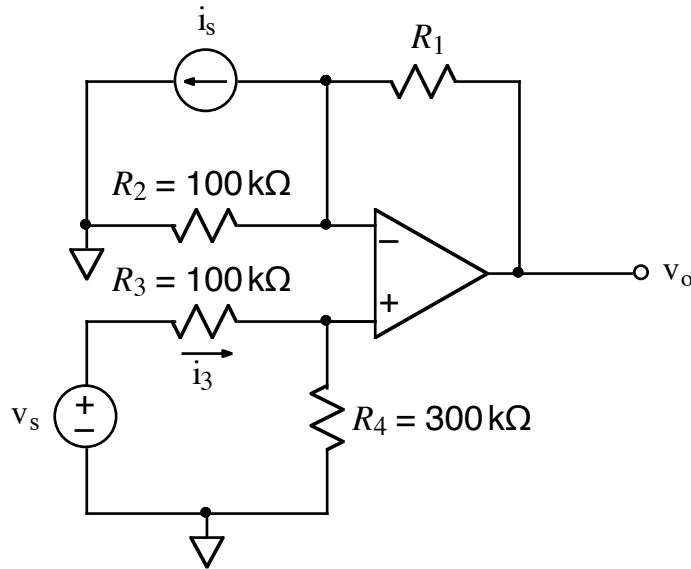 iₛ
R₁
R₂ = 100 kΩ
−
R₃ = 100 kΩ
+
vₒ
i₃
vₛ
+
−
R₄ = 300 kΩ